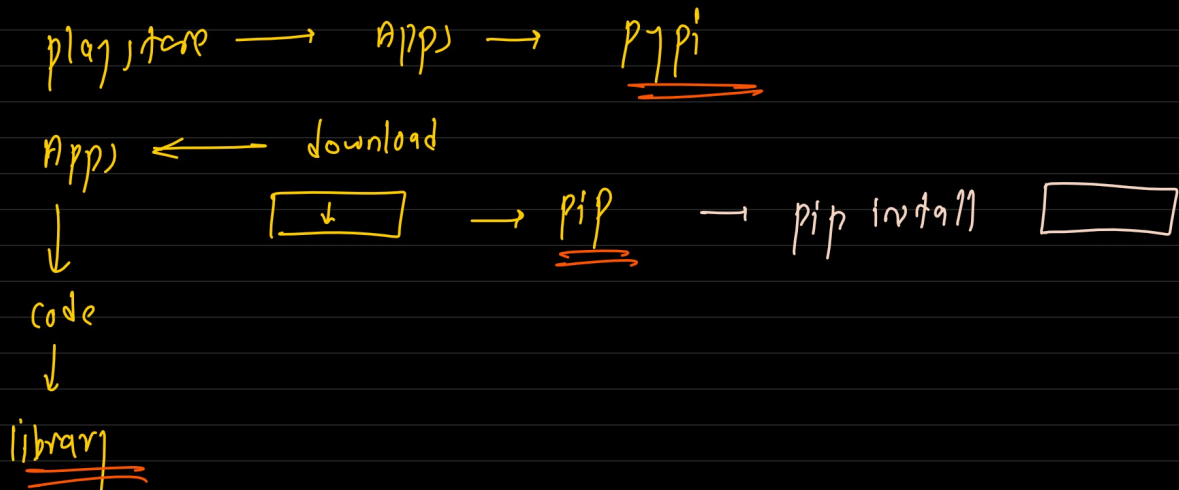 playstore → Apps → pypi
Apps ← download
↓ → pip → pip install
code
library